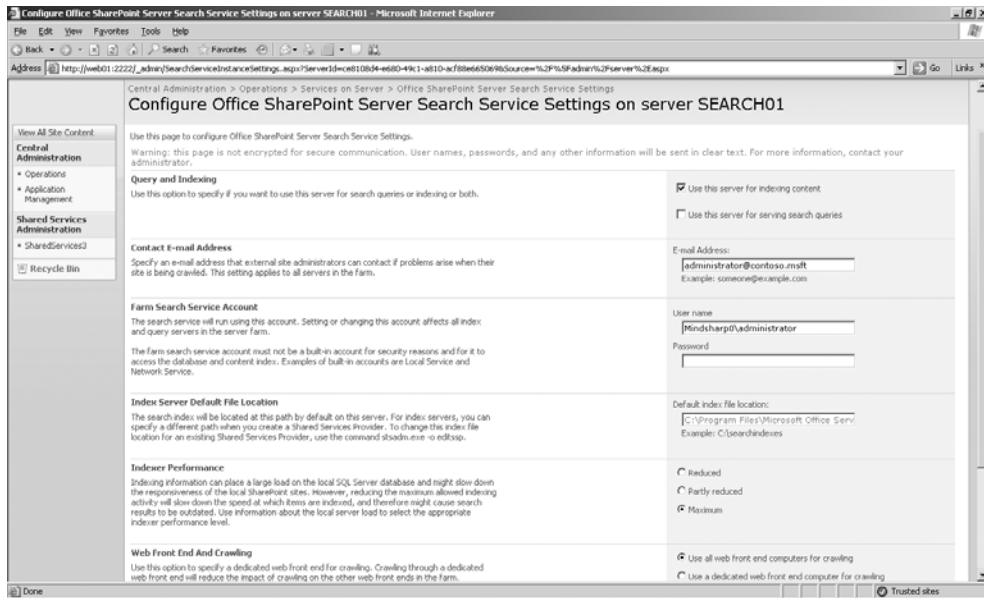 Configure Office SharePoint Server Search Service Settings on server SEARCH01 - Microsoft Internet Explorer
File Edit View Favorites Tools Help
Back Search Favorites
Address http://web01:2222/_admin/SearchServiceInstanceSettings.aspx?ServerId=ce8108d4-e680-49c1-a810-acf88e665069&Source=%2F%5Fadmin%2Fserver%2Easpx Go Links
Central Administration > Operations > Services on Server > Office SharePoint Server Search Service Settings
Configure Office SharePoint Server Search Service Settings on server SEARCH01
View All Site Content
Central
Administration
Operations
Application
Management
Shared Services
Administration
SharedServices3
Recycle Bin
Use this page to configure Office SharePoint Server Search Service Settings.
Warning: this page is not encrypted for secure communication. User names, passwords, and any other information will be sent in clear text. For more information, contact your
administrator.
Query and Indexing
Use this option to specify if you want to use this server for search queries or indexing or both.
Use this server for indexing content
Use this server for serving search queries
Contact E-mail Address
Specify an e-mail address that external site administrators can contact if problems arise when their
site is being crawled. This setting applies to all servers in the farm.
E-mail Address:
administrator@contoso.msft
Example: someone@example.com
Farm Search Service Account
The search service will run using this account. Setting or changing this account affects all index
and query servers in the server farm.
The farm search service account must not be a built-in account for security reasons and for it to
access the database and content index. Examples of built-in accounts are Local Service and
Network Service.
User name
Mindsharp0\administrator
Password
Index Server Default File Location
The search index will be located at this path by default on this server. For index servers, you can
specify a different path when you create a Shared Services Provider. To change this index file
location for an existing Shared Services Provider, use the command stsadm.exe -o editssp.
Default index file location:
C:\Program Files\Microsoft Office Serv
Example: C:\searchindexes
Indexer Performance
Indexing information can place a large load on the local SQL Server database and might slow down
the responsiveness of the local SharePoint sites. However, reducing the maximum allowed indexing
activity will slow down the speed at which items are indexed, and therefore might cause search
results to be outdated. Use information about the local server load to select the appropriate
indexer performance level.
Reduced
Partly reduced
Maximum
Web Front End And Crawling
Use this option to specify a dedicated web front end for crawling. Crawling through a dedicated
web front end will reduce the impact of crawling on the other web front ends in the farm.
Use all web front end computers for crawling
Use a dedicated web front end computer for crawling
Done
Trusted sites